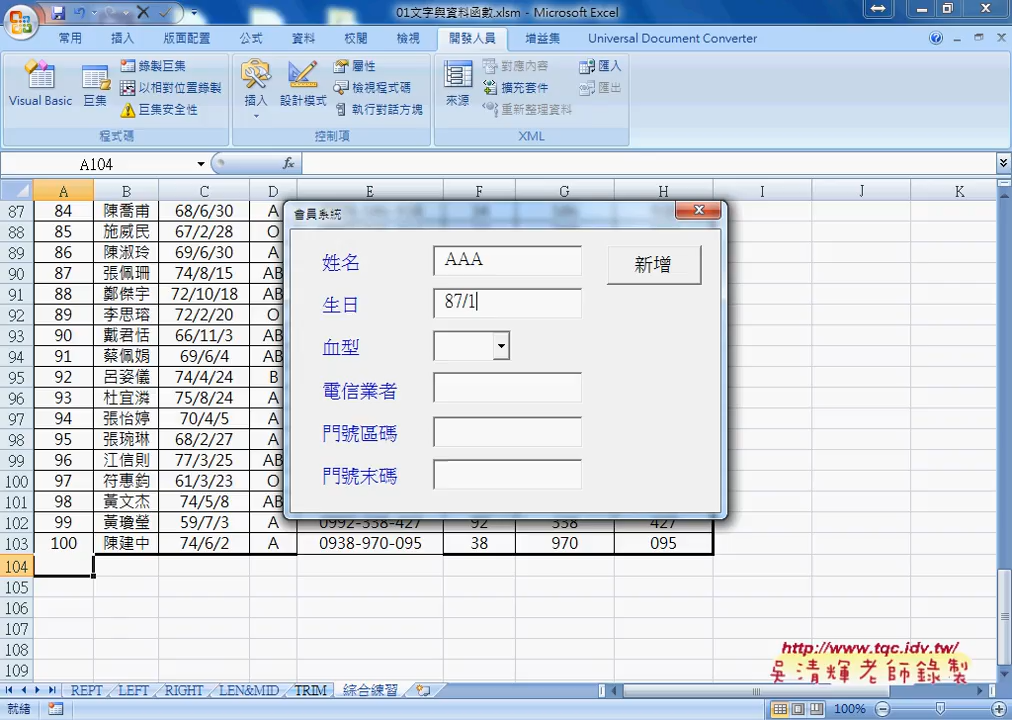 01文字與資料函數.xlsm - Microsoft Excel
常用 插入 版面配置 公式 資料 校閱 檢視 開發人員 增益集 Universal Document Converter
Visual Basic 巨集 錄製巨集 以相對位置錄製 巨集安全性 程式碼
插入 設計模式 屬性 檢視程式碼 執行對話方塊 控制項
來源 對應內容 擴充套件 重新整理資料 匯入 匯出 XML
A104 fx
A B C D E F G H I J K
87 84 陳喬甫 68/6/30 A
88 85 施威民 67/2/28 O
89 86 陳淑玲 69/6/30 A
90 87 張佩珊 74/8/15 AB
91 88 鄭傑宇 72/10/18 AB
92 89 李思瑢 72/2/20 O
93 90 戴君恬 66/11/3 AB
94 91 蔡佩娟 69/6/4 AB
95 92 呂姿儀 74/4/24 B
96 93 杜宜潾 75/8/24 A
97 94 張怡婷 70/4/5 A
98 95 張琬琳 68/2/27 A
99 96 江信則 77/3/25 AB
100 97 符惠鈞 61/3/23 O
101 98 黃文杰 74/5/8 AB
102 99 黃瓊瑩 59/7/3 A 0992-338-427 92 338 427
103 100 陳建中 74/6/2 A 0938-970-095 38 970 095
104
105
106
107
108
109
會員系統
姓名 AAA 新增
生日 87/1
血型
電信業者
門號區碼
門號末碼
http://www.tqc.idv.tw/
吳清輝老師錄製
REPT LEFT RIGHT LEN&MID TRIM 綜合練習
就緒 100%